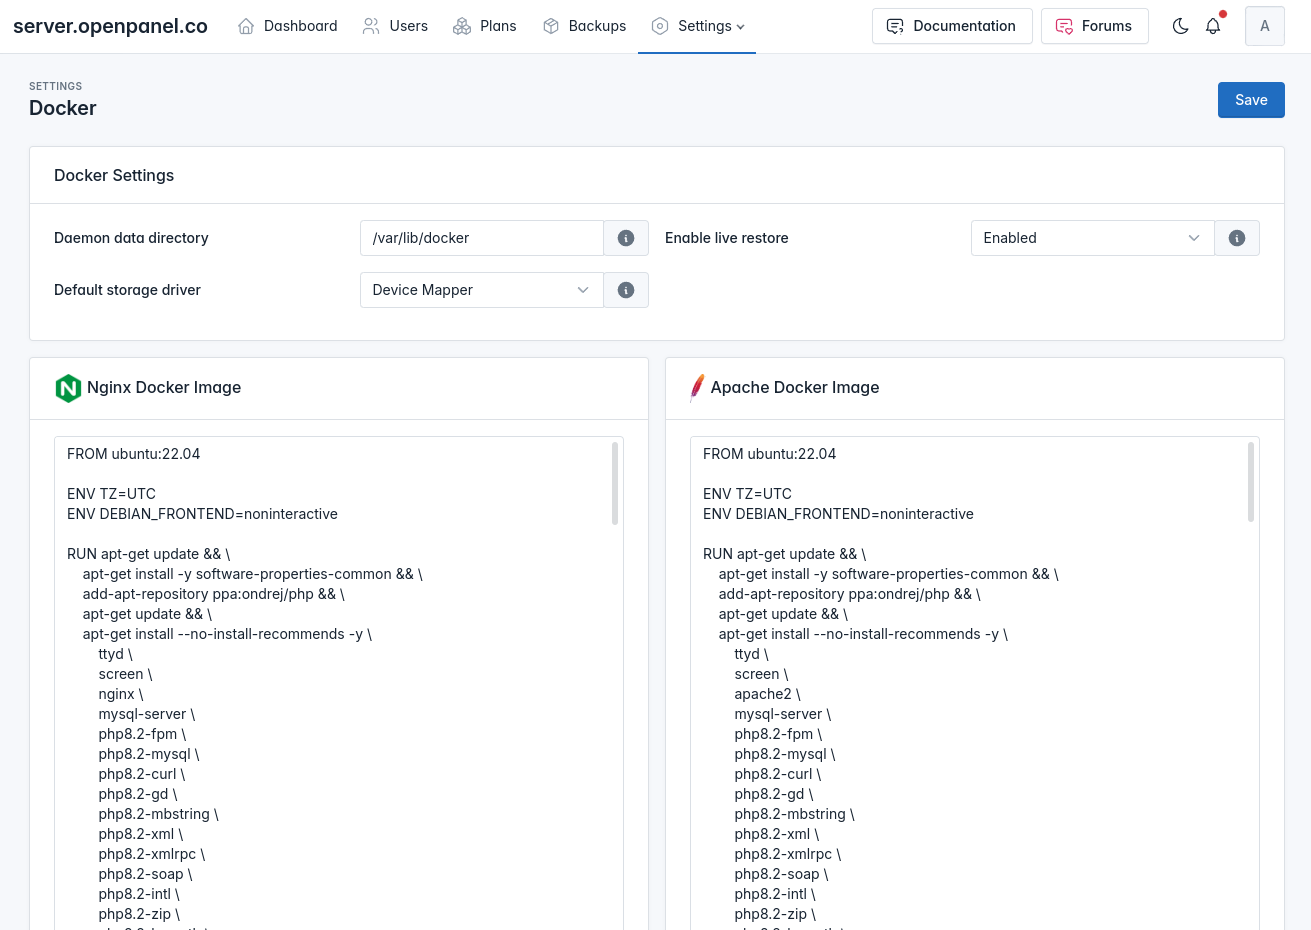 server.openpanel.co
Dashboard
Users
Plans
Backups
Settings
Documentation
Forums
A
SETTINGS
Docker
Save
Docker Settings
Daemon data directory
/var/lib/docker
Enable live restore
Enabled
Default storage driver
Device Mapper
Nginx Docker Image
FROM ubuntu:22.04
ENV TZ=UTC
ENV DEBIAN_FRONTEND=noninteractive
RUN apt-get update && \
apt-get install -y software-properties-common && \
add-apt-repository ppa:ondrej/php && \
apt-get update && \
apt-get install --no-install-recommends -y \
ttyd \
screen \
nginx \
mysql-server \
php8.2-fpm \
php8.2-mysql \
php8.2-curl \
php8.2-gd \
php8.2-mbstring \
php8.2-xml \
php8.2-xmlrpc \
php8.2-soap \
php8.2-intl \
php8.2-zip \
Apache Docker Image
FROM ubuntu:22.04
ENV TZ=UTC
ENV DEBIAN_FRONTEND=noninteractive
RUN apt-get update && \
apt-get install -y software-properties-common && \
add-apt-repository ppa:ondrej/php && \
apt-get update && \
apt-get install --no-install-recommends -y \
ttyd \
screen \
apache2 \
mysql-server \
php8.2-fpm \
php8.2-mysql \
php8.2-curl \
php8.2-gd \
php8.2-mbstring \
php8.2-xml \
php8.2-xmlrpc \
php8.2-soap \
php8.2-intl \
php8.2-zip \